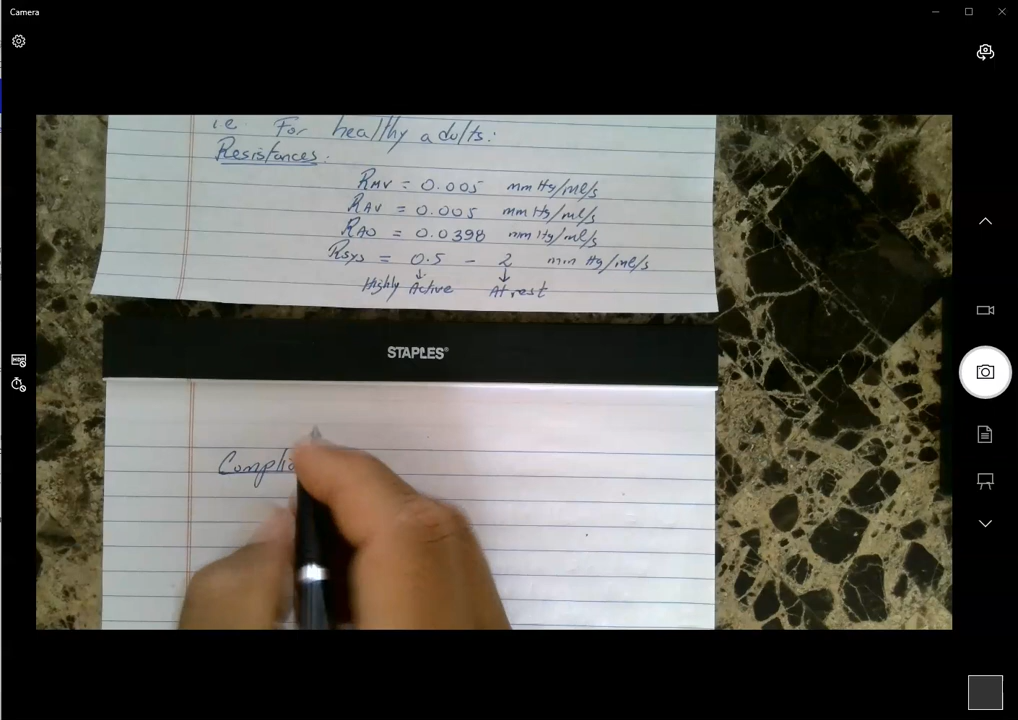 Camera
i.e. For healthy adults:
Resistances:
RMV = 0.005 mmHg/ml/s
RAV = 0.005 mmHg/ml/s
RAO = 0.0398 mmHg/ml/s
RSYS = 0.5 - 2 mmHg/ml/s
↓ ↓
Highly Active At rest
STAPLES®